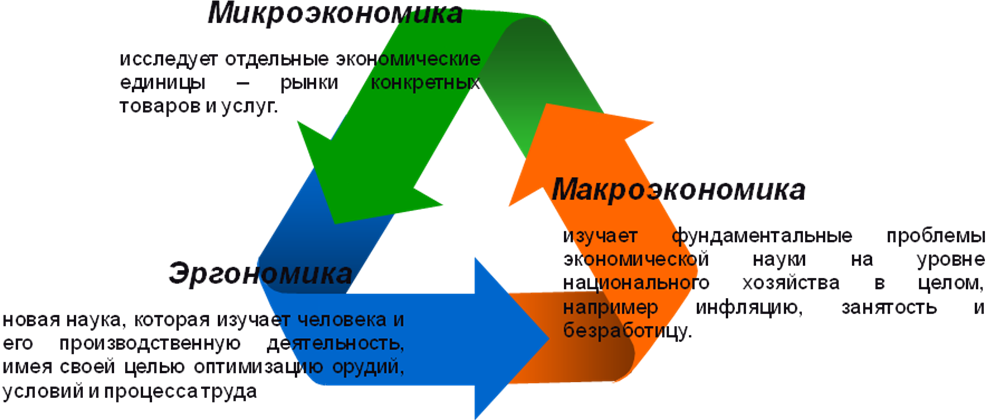 Микроэкономика
исследует отдельные экономические
единицы – рынки конкретных
товаров и услуг.
Макроэкономика
изучает фундаментальные проблемы
экономической науки на уровне
национального хозяйства в целом,
например инфляцию, занятость и
безработицу.
Эргономика
новая наука, которая изучает человека и
его производственную деятельность,
имея своей целью оптимизацию орудий,
условий и процесса труда